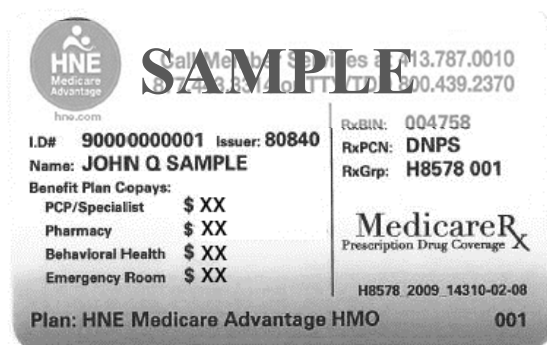 HNE
Medicare
Advantage
hne.com
SAMPLE
Call Member Services at 413.787.0010
or TTY/TDD 800.439.2370
I.D# 90000000001 Issuer: 80840
Name: JOHN Q SAMPLE
Benefit Plan Copays:
PCP/Specialist $ XX
Pharmacy $ XX
Behavioral Health $ XX
Emergency Room $ XX
RxBIN: 004758
RxPCN: DNPS
RxGrp: H8578 001
MedicareRx
Prescription Drug Coverage
H8578_2009_14310-02-08
Plan: HNE Medicare Advantage HMO 001